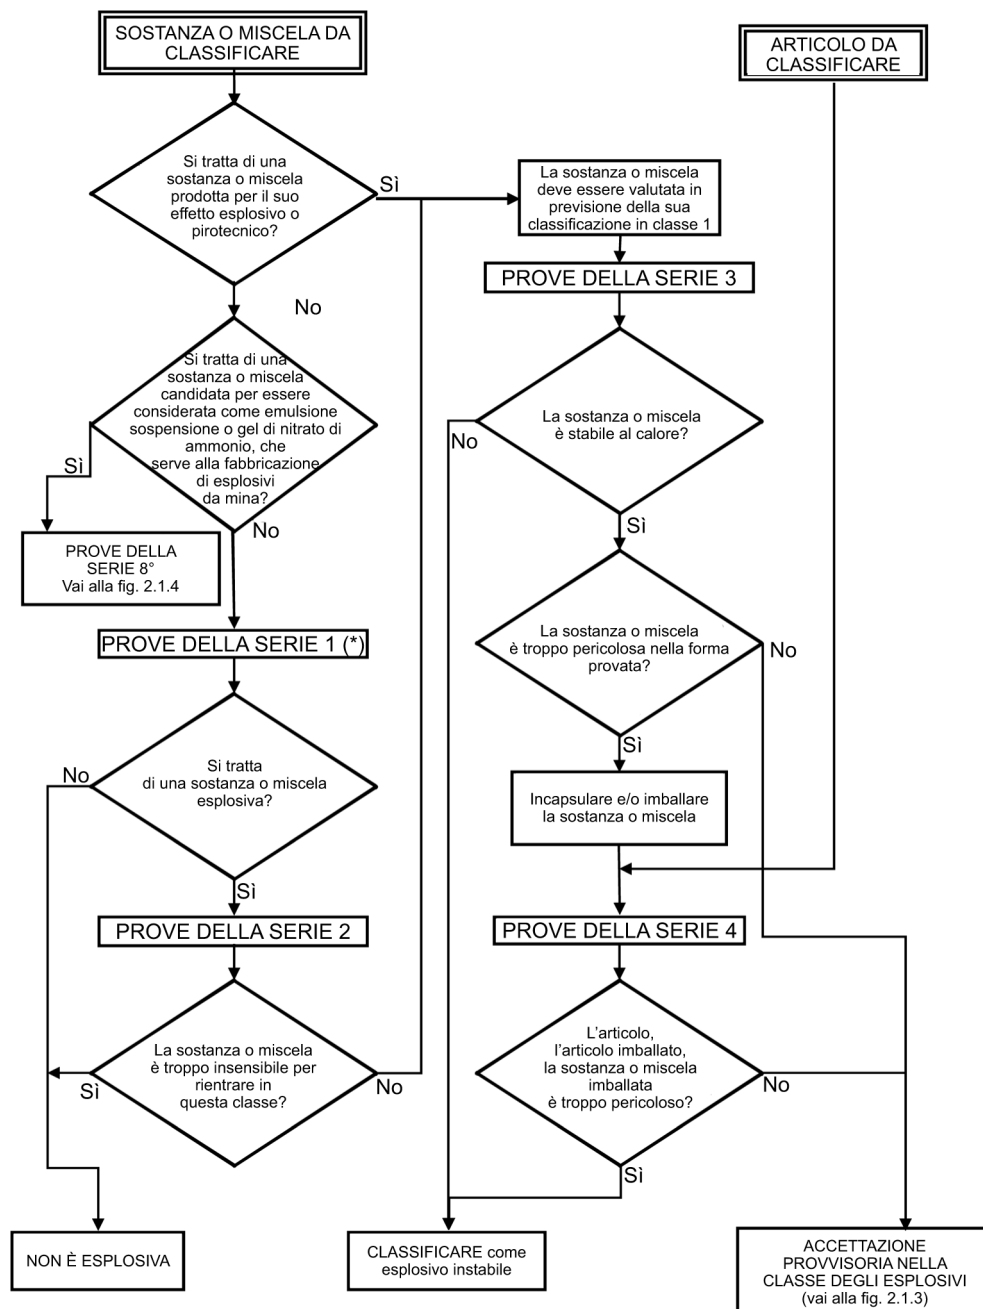 SOSTANZA O MISCELA DA
CLASSIFICARE
ARTICOLO DA
CLASSIFICARE
Si tratta di una
sostanza o miscela
prodotta per il suo
effetto esplosivo o
pirotecnico?
Sì
La sostanza o miscela
deve essere valutata in
previsione della sua
classificazione in classe 1
PROVE DELLA SERIE 3
No
Si tratta di una
sostanza o miscela
candidata per essere
considerata come emulsione
sospensione o gel di nitrato di
ammonio, che
serve alla fabbricazione
di esplosivi
da mina?
Sì
No
PROVE DELLA
SERIE 8°
Vai alla fig. 2.1.4
La sostanza o miscela
è stabile al calore?
No
Sì
PROVE DELLA SERIE 1 (*)
La sostanza o miscela
è troppo pericolosa nella forma
provata?
No
Sì
Si tratta
di una sostanza o miscela
esplosiva?
No
Sì
Incapsulare e/o imballare
la sostanza o miscela
PROVE DELLA SERIE 2
PROVE DELLA SERIE 4
La sostanza o miscela
è troppo insensibile per
rientrare in
questa classe?
Sì
No
L'articolo,
l'articolo imballato,
la sostanza o miscela
imballata
è troppo pericoloso?
No
Sì
NON È ESPLOSIVA
CLASSIFICARE come
esplosivo instabile
ACCETTAZIONE
PROVVISORIA NELLA
CLASSE DEGLI ESPLOSIVI
(vai alla fig. 2.1.3)